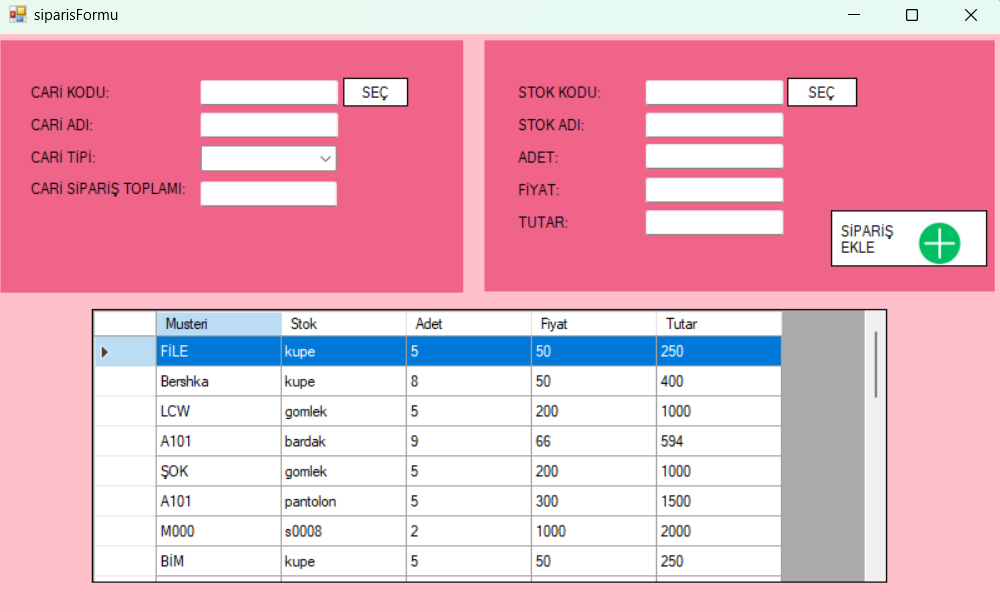 siparisFormu
CARİ KODU:
SEÇ
CARİ ADI:
CARİ TİPİ:
CARİ SİPARİŞ TOPLAMI:
STOK KODU:
SEÇ
STOK ADI:
ADET:
FİYAT:
TUTAR:
SİPARİŞ
EKLE
Musteri Stok Adet Fiyat Tutar
FİLE kupe 5 50 250
Bershka kupe 8 50 400
LCW gomlek 5 200 1000
A101 bardak 9 66 594
ŞOK gomlek 5 200 1000
A101 pantolon 5 300 1500
M000 s0008 2 1000 2000
BİM kupe 5 50 250